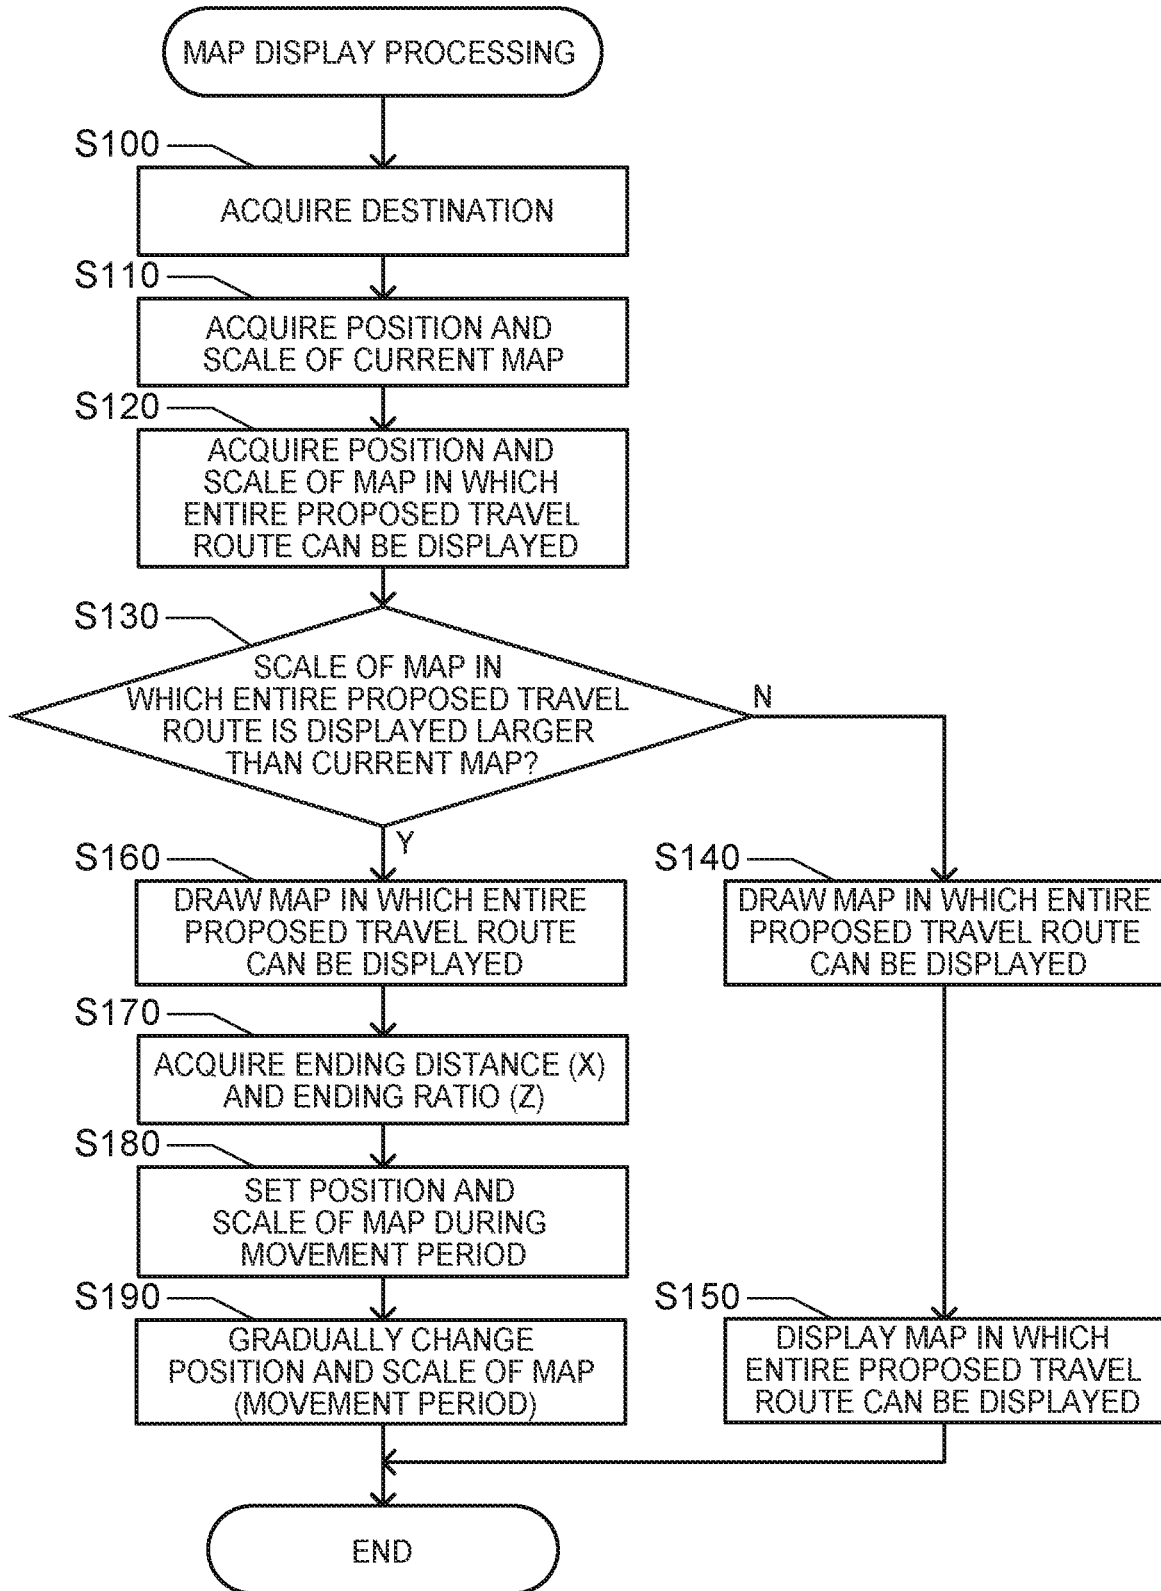 MAP DISPLAY PROCESSING
S100
ACQUIRE DESTINATION
S110
ACQUIRE POSITION AND
SCALE OF CURRENT MAP
S120
ACQUIRE POSITION AND
SCALE OF MAP IN WHICH
ENTIRE PROPOSED TRAVEL
ROUTE CAN BE DISPLAYED
S130
SCALE OF MAP IN
WHICH ENTIRE PROPOSED TRAVEL
ROUTE IS DISPLAYED LARGER
THAN CURRENT MAP?
N
Y
S160
DRAW MAP IN WHICH ENTIRE
PROPOSED TRAVEL ROUTE
CAN BE DISPLAYED
S140
DRAW MAP IN WHICH ENTIRE
PROPOSED TRAVEL ROUTE
CAN BE DISPLAYED
S170
ACQUIRE ENDING DISTANCE (X)
AND ENDING RATIO (Z)
S180
SET POSITION AND
SCALE OF MAP DURING
MOVEMENT PERIOD
S190
GRADUALLY CHANGE
POSITION AND SCALE OF MAP
(MOVEMENT PERIOD)
S150
DISPLAY MAP IN WHICH
ENTIRE PROPOSED TRAVEL
ROUTE CAN BE DISPLAYED
END